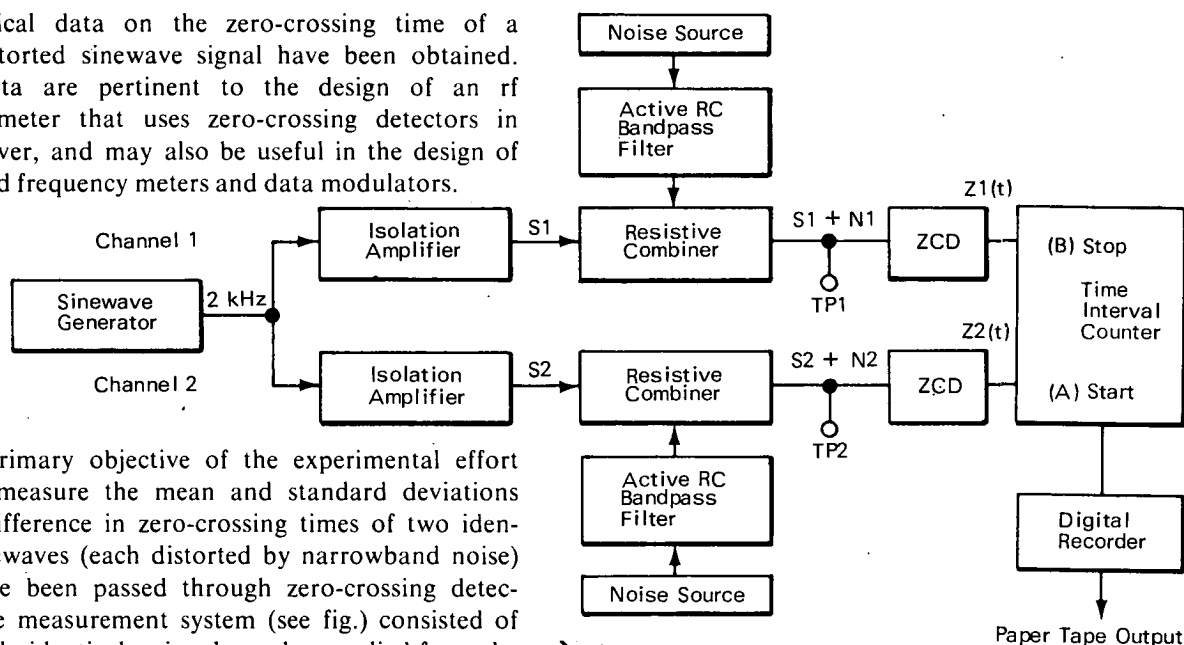 ical data on the zero-crossing time of a
torted sinewave signal have been obtained.
ta are pertinent to the design of an rf
meter that uses zero-crossing detectors in
ver, and may also be useful in the design of
d frequency meters and data modulators.
Noise Source
Active RC
Bandpass
Filter
Channel 1
Isolation
Amplifier
S1
Resistive
Combiner
S1 + N1
TP1
ZCD
Z1(t)
(B) Stop
Time
Interval
Counter
(A) Start
Sinewave
Generator
2 kHz
Channel 2
Isolation
Amplifier
S2
Resistive
Combiner
S2 + N2
TP2
ZCD
Z2(t)
Active RC
Bandpass
Filter
Noise Source
Digital
Recorder
Paper Tape Output
rimary objective of the experimental effort
measure the mean and standard deviations
ifference in zero-crossing times of two iden-
ewaves (each distorted by narrowband noise)
e been passed through zero-crossing detec-
e measurement system (see fig.) consisted of